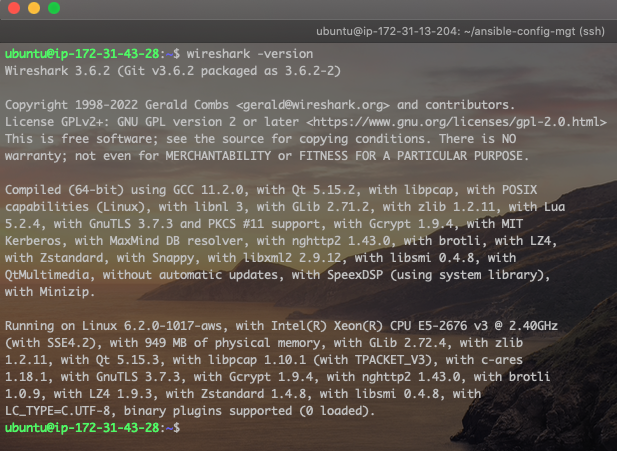 ubuntu@ip-172-31-13-204: ~/ansible-config-mgt (ssh)
ubuntu@ip-172-31-43-28:~$ wireshark -version
Wireshark 3.6.2 (Git v3.6.2 packaged as 3.6.2-2)
Copyright 1998-2022 Gerald Combs <gerald@wireshark.org> and contributors.
License GPLv2+: GNU GPL version 2 or later <https://www.gnu.org/licenses/gpl-2.0.html>
This is free software; see the source for copying conditions. There is NO
warranty; not even for MERCHANTABILITY or FITNESS FOR A PARTICULAR PURPOSE.
Compiled (64-bit) using GCC 11.2.0, with Qt 5.15.2, with libpcap, with POSIX
capabilities (Linux), with libnl 3, with GLib 2.71.2, with zlib 1.2.11, with Lua
5.2.4, with GnuTLS 3.7.3 and PKCS #11 support, with Gcrypt 1.9.4, with MIT
Kerberos, with MaxMind DB resolver, with nghttp2 1.43.0, with brotli, with LZ4,
with Zstandard, with Snappy, with libxml2 2.9.12, with libsmi 0.4.8, with
QtMultimedia, without automatic updates, with SpeexDSP (using system library),
with Minizip.
Running on Linux 6.2.0-1017-aws, with Intel(R) Xeon(R) CPU E5-2676 v3 @ 2.40GHz
(with SSE4.2), with 949 MB of physical memory, with GLib 2.72.4, with zlib
1.2.11, with Qt 5.15.3, with libpcap 1.10.1 (with TPACKET_V3), with c-ares
1.18.1, with GnuTLS 3.7.3, with Gcrypt 1.9.4, with nghttp2 1.43.0, with brotli
1.0.9, with LZ4 1.9.3, with Zstandard 1.4.8, with libsmi 0.4.8, with
LC_TYPE=C.UTF-8, binary plugins supported (0 loaded).
ubuntu@ip-172-31-43-28:~$